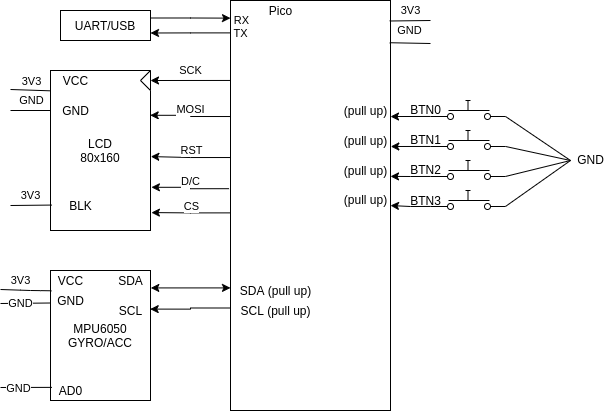 Pico
3V3
UART/USB
RX
TX
GND
SCK
3V3
VCC
GND
GND
MOSI
(pull up)
BTN0
LCD
80x160
RST
(pull up)
BTN1
GND
D/C
(pull up)
BTN2
3V3
BLK
CS
(pull up)
BTN3
3V3
VCC
SDA
SDA (pull up)
GND
GND
SCL
SCL (pull up)
MPU6050
GYRO/ACC
GND
AD0